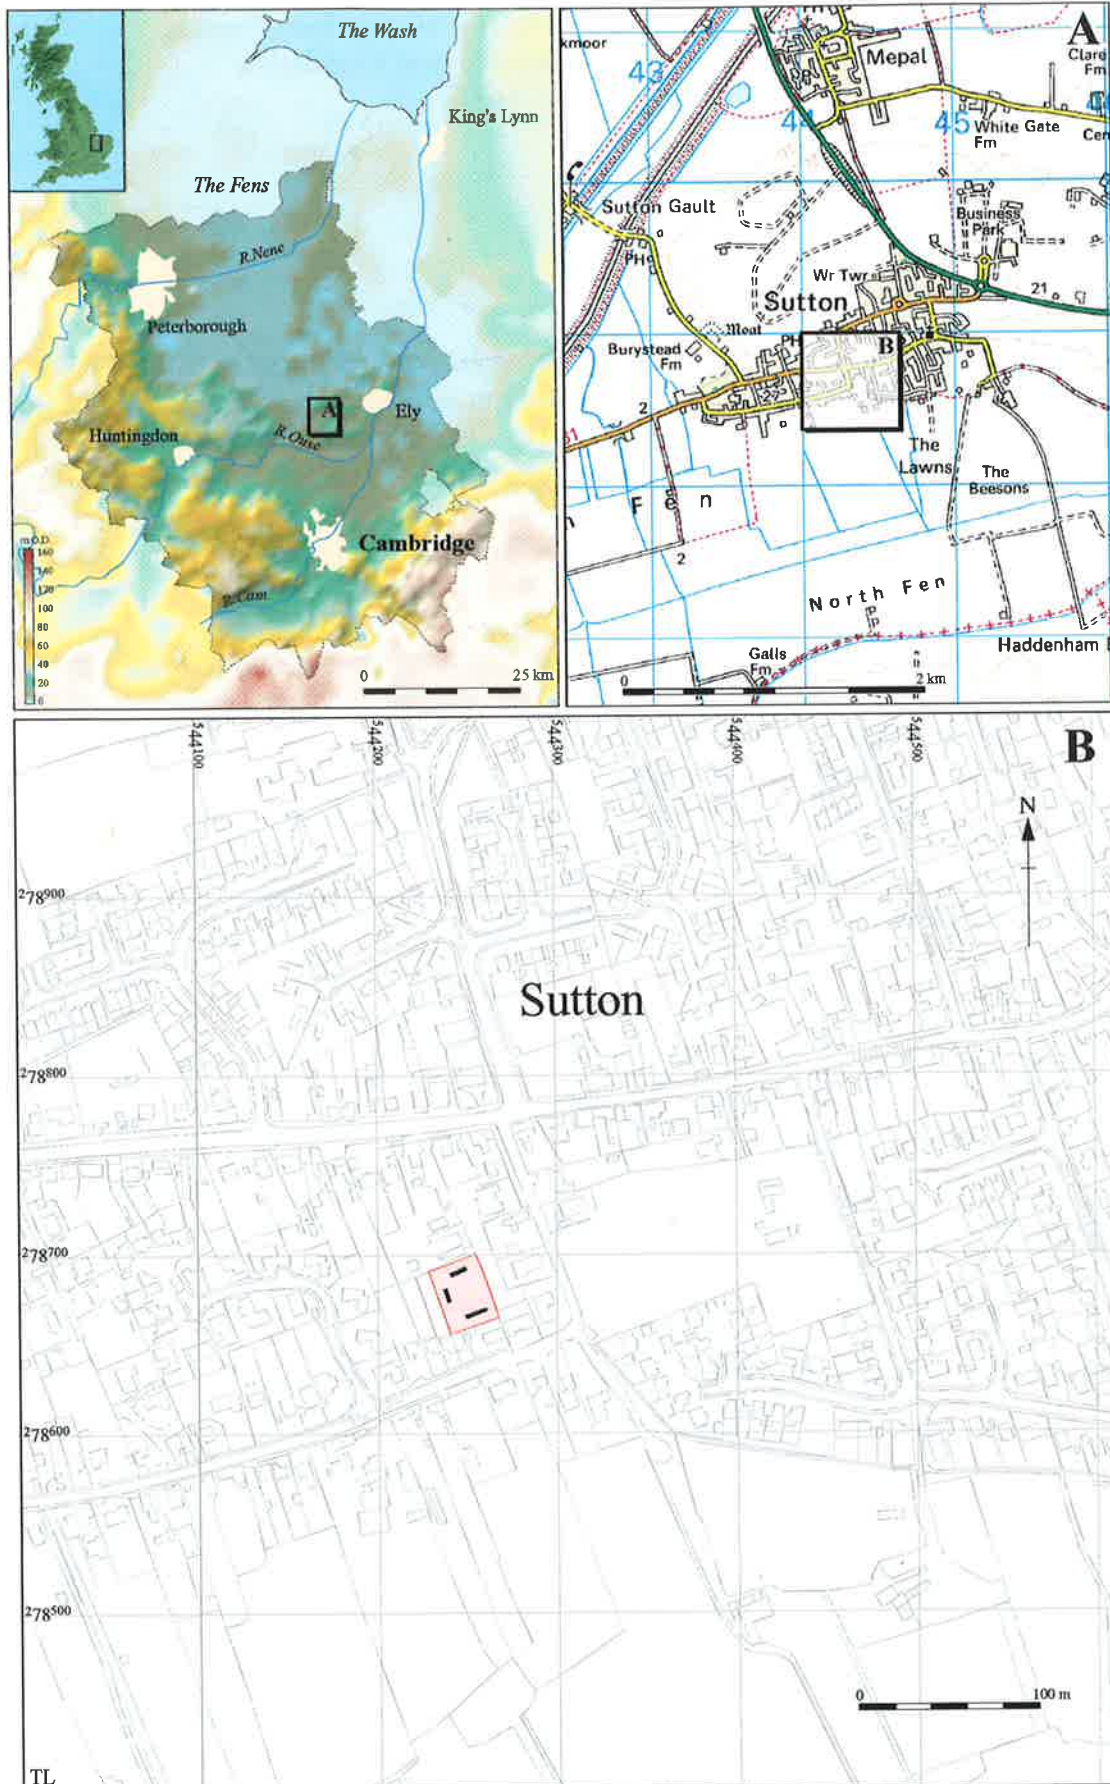 The Wash
King's Lynn
The Fens
R.Nene
Peterborough
A
Ely
Huntingdon
R.Ouse
Cambridge
R.Cam
m O.D.
160
140
120
100
80
60
40
20
0
0 25 km
A
kmoor
43
Mepal
Clare
Fm
45
White Gate
Fm
Cen
Sutton Gault
PH
Business
Park
Wr Twr
21
Sutton
Moat
PH
B
Burystead
Fm
27
2
The
Lawns
The
Beesons
F e n
2
North Fen
Galls
Fm
Haddenham
0 2 km
B
544100
544200
544300
544400
544500
N
278900
Sutton
278800
278700
278600
278500
0 100 m
TL